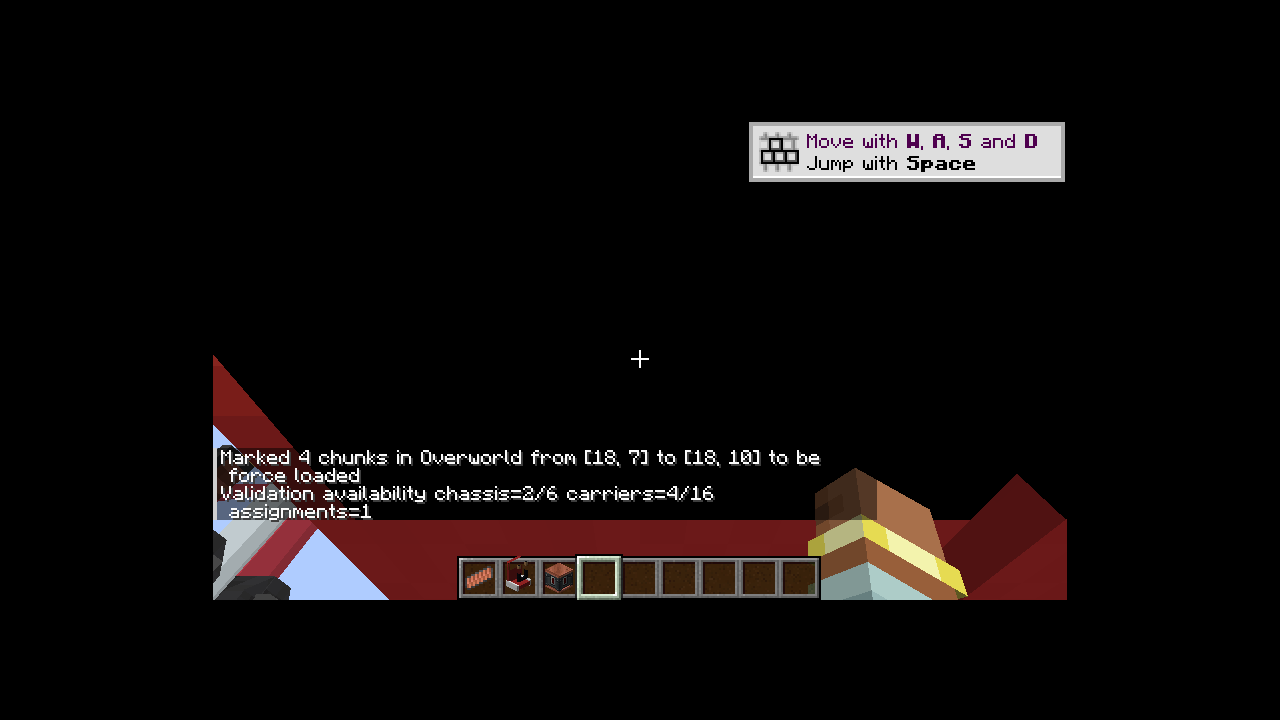 Move with W, A, S and D
Jump with Space
Marked 4 chunks in Overworld from [18, 7] to [18, 10] to be
force loaded
Validation availability chassis=2/6 carriers=4/16
assignments=1